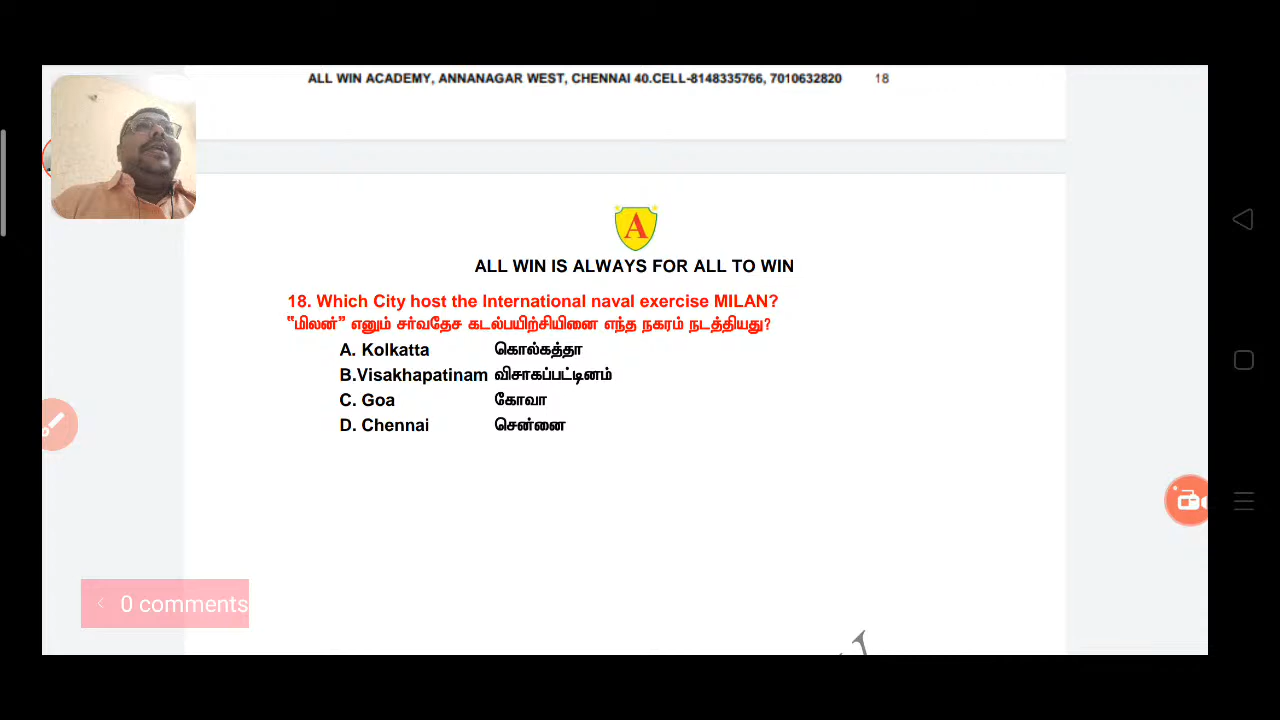 ALL WIN ACADEMY, ANNANAGAR WEST, CHENNAI 40.CELL-8148335766, 7010632820 18
A
ALL WIN IS ALWAYS FOR ALL TO WIN
18. Which City host the International naval exercise MILAN?
“மிலன்” எனும் சர்வதேச கடல்பயிற்சியினை எந்த நகரம் நடத்தியது?
A. Kolkatta கொல்கத்தா
B.Visakhapatinam விசாகப்பட்டினம்
C. Goa கோவா
D. Chennai சென்னை
0 comments